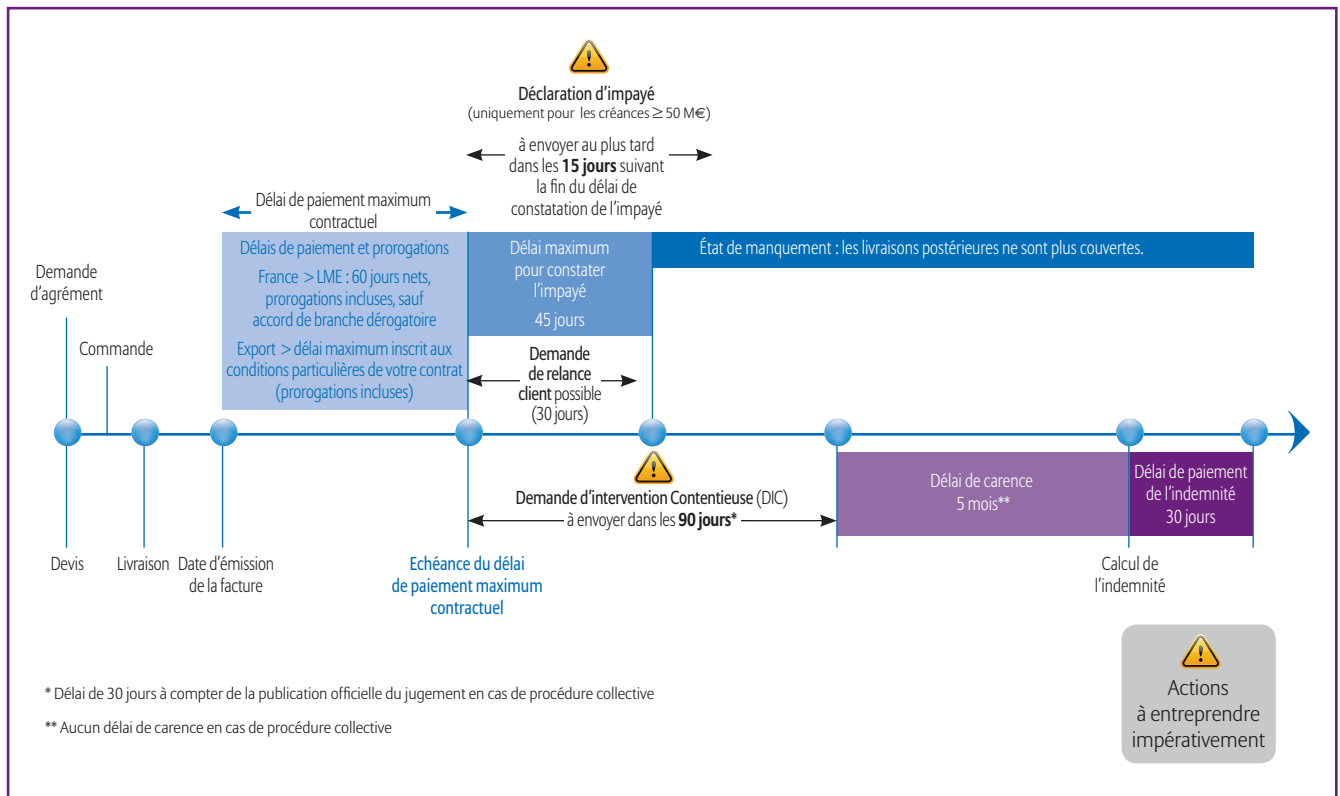 Déclaration d'impayé
(uniquement pour les créances ≥ 50 M€)
à envoyer au plus tard
dans les 15 jours suivant
la fin du délai de
constatation de l'impayé
Délai de paiement maximum
contractuel
Délais de paiement et prorogations
France > LME : 60 jours nets,
prorogations incluses, sauf
accord de branche dérogatoire
Export > délai maximum inscrit aux
conditions particulières de votre contrat
(prorogations incluses)
Délai maximum
pour constater
l'impayé
45 jours
État de manquement : les livraisons postérieures ne sont plus couvertes.
Demande
d'agrément
Commande
Demande
de relance
client possible
(30 jours)
Demande d'intervention Contentieuse (DIC)
à envoyer dans les 90 jours*
Délai de carence
5 mois**
Délai de paiement
de l'indemnité
30 jours
Devis
Livraison
Date d'émission
de la facture
Echéance du délai
de paiement maximum
contractuel
Calcul de
l'indemnité
* Délai de 30 jours à compter de la publication officielle du jugement en cas de procédure collective
** Aucun délai de carence en cas de procédure collective
Actions
à entreprendre
impérativement